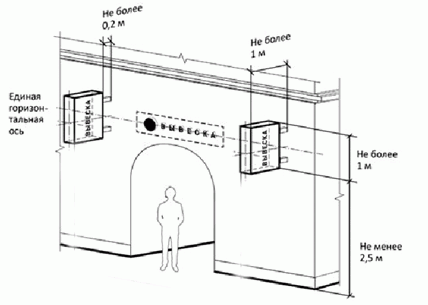 Не более
0,2 м
Не более
1 м
Единая
горизон-
тальная
ось
ВЫВЕСКА
ВЫВЕСКА
ВЫВЕСКА
Не более
1 м
Не менее
2,5 м